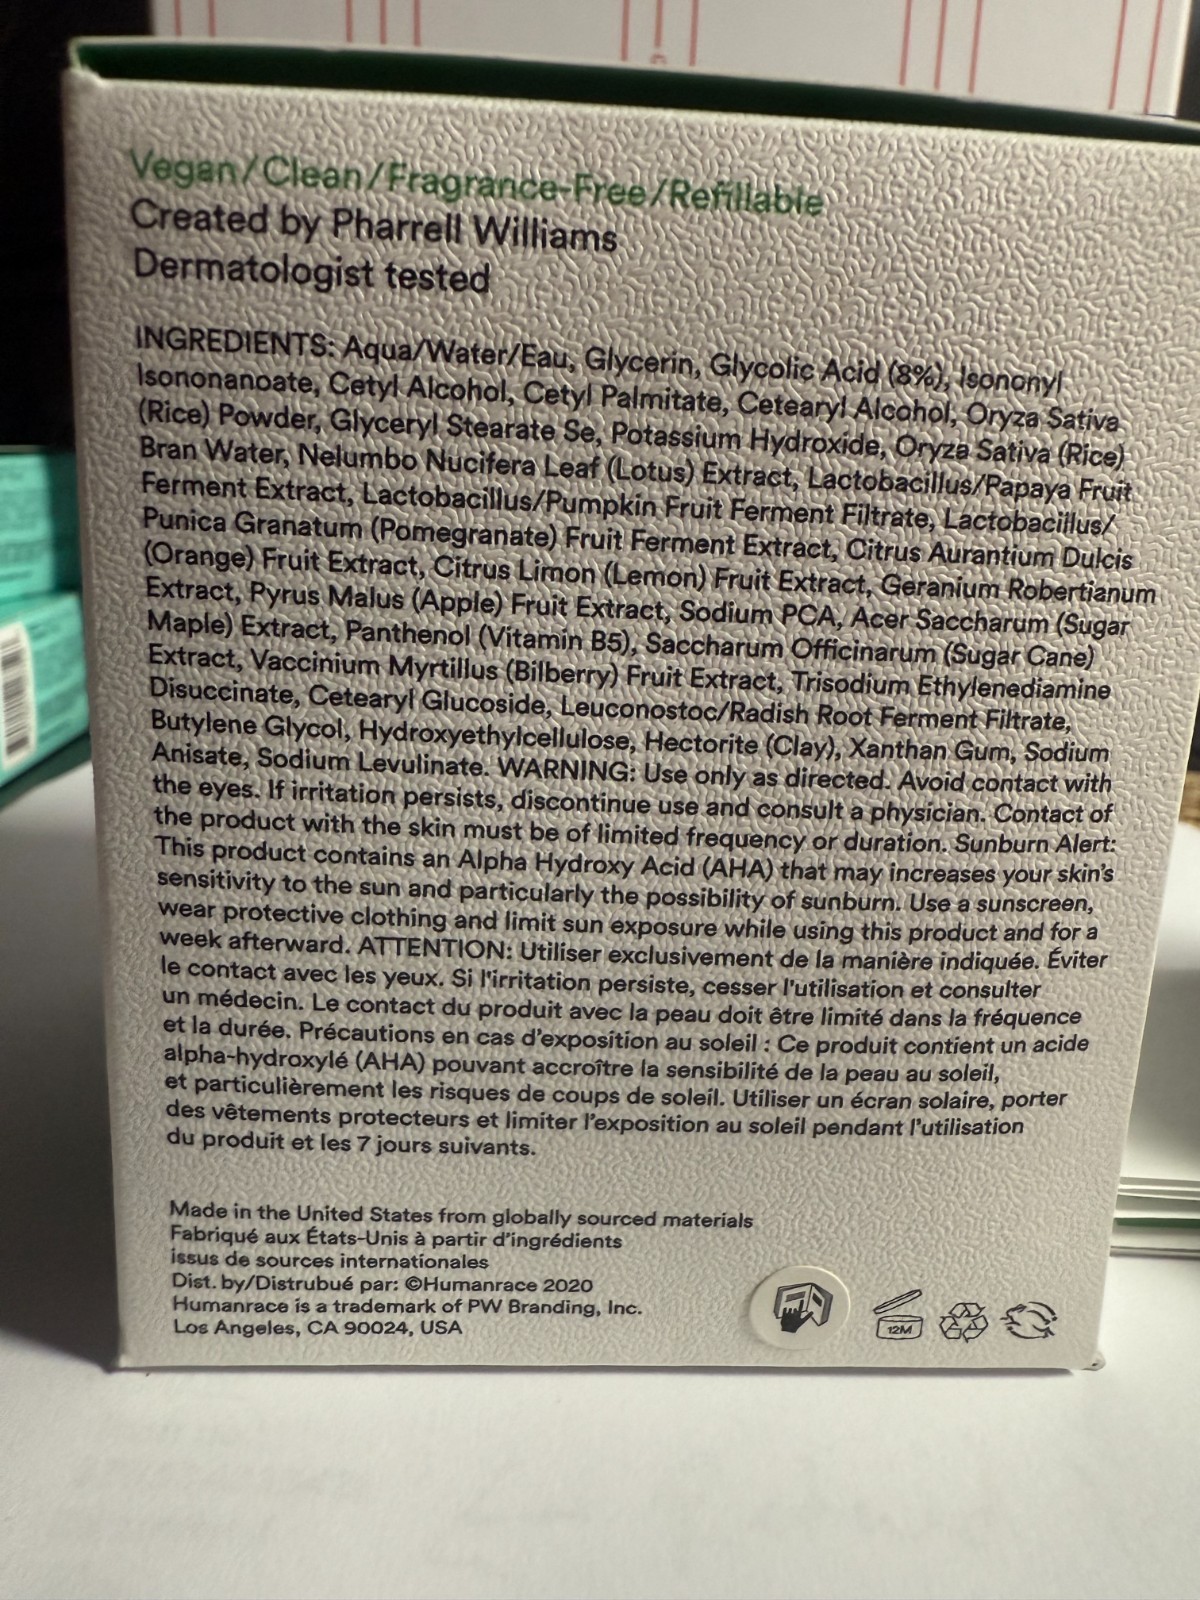 Vegan/Clean/Fragrance-Free/Refillable
Created by Pharrell Williams
Dermatologist tested
INGREDIENTS: Aqua/Water/Eau, Glycerin, Glycolic Acid (8%), Isononyl
Isononanoate, Cetyl Alcohol, Cetyl Palmitate, Cetearyl Alcohol, Oryza Sativa
(Rice) Powder, Glyceryl Stearate Se, Potassium Hydroxide, Oryza Sativa (Rice)
Bran Water, Nelumbo Nucifera Leaf (Lotus) Extract, Lactobacillus/Papaya Fruit
Ferment Extract, Lactobacillus/Pumpkin Fruit Ferment Filtrate, Lactobacillus/
Punica Granatum (Pomegranate) Fruit Ferment Extract, Citrus Aurantium Dulcis
(Orange) Fruit Extract, Citrus Limon (Lemon) Fruit Extract, Geranium Robertianum
Extract, Pyrus Malus (Apple) Fruit Extract, Sodium PCA, Acer Saccharum (Sugar
Maple) Extract, Panthenol (Vitamin B5), Saccharum Officinarum (Sugar Cane)
Extract, Vaccinium Myrtillus (Bilberry) Fruit Extract, Trisodium Ethylenediamine
Disuccinate, Cetearyl Glucoside, Leuconostoc/Radish Root Ferment Filtrate,
Butylene Glycol, Hydroxyethylcellulose, Hectorite (Clay), Xanthan Gum, Sodium
Anisate, Sodium Levulinate. WARNING: Use only as directed. Avoid contact with
the eyes. If irritation persists, discontinue use and consult a physician. Contact of
the product with the skin must be of limited frequency or duration. Sunburn Alert:
This product contains an Alpha Hydroxy Acid (AHA) that may increases your skin's
sensitivity to the sun and particularly the possibility of sunburn. Use a sunscreen,
wear protective clothing and limit sun exposure while using this product and for a
week afterward. ATTENTION: Utiliser exclusivement de la manière indiquée. Éviter
le contact avec les yeux. Si l'irritation persiste, cesser l'utilisation et consulter
un médecin. Le contact du produit avec la peau doit être limité dans la fréquence
et la durée. Précautions en cas d'exposition au soleil : Ce produit contient un acide
alpha-hydroxylé (AHA) pouvant accroître la sensibilité de la peau au soleil,
et particulièrement les risques de coups de soleil. Utiliser un écran solaire, porter
des vêtements protecteurs et limiter l'exposition au soleil pendant l'utilisation
du produit et les 7 jours suivants.
Made in the United States from globally sourced materials
Fabriqué aux États-Unis à partir d'ingrédients
issus de sources internationales
Dist. by/Distrubué par: ©Humanrace 2020
Humanrace is a trademark of PW Branding, Inc.
Los Angeles, CA 90024, USA
12M